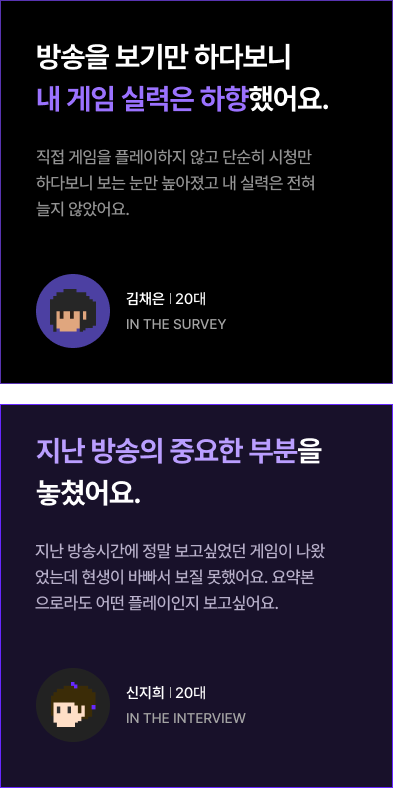 방송을 보기만 하다보니
내 게임 실력은 하향했어요.
직접 게임을 플레이하지 않고 단순히 시청만
하다보니 보는 눈만 높아졌고 내 실력은 전혀
늘지 않았어요.
김채은 | 20대
IN THE SURVEY
지난 방송의 중요한 부분을
놓쳤어요.
지난 방송시간에 정말 보고싶었던 게임이 나왔
었는데 현생이 바빠서 보질 못했어요. 요약본
으로라도 어떤 플레이인지 보고싶어요.
신지희 | 20대
IN THE INTERVIEW